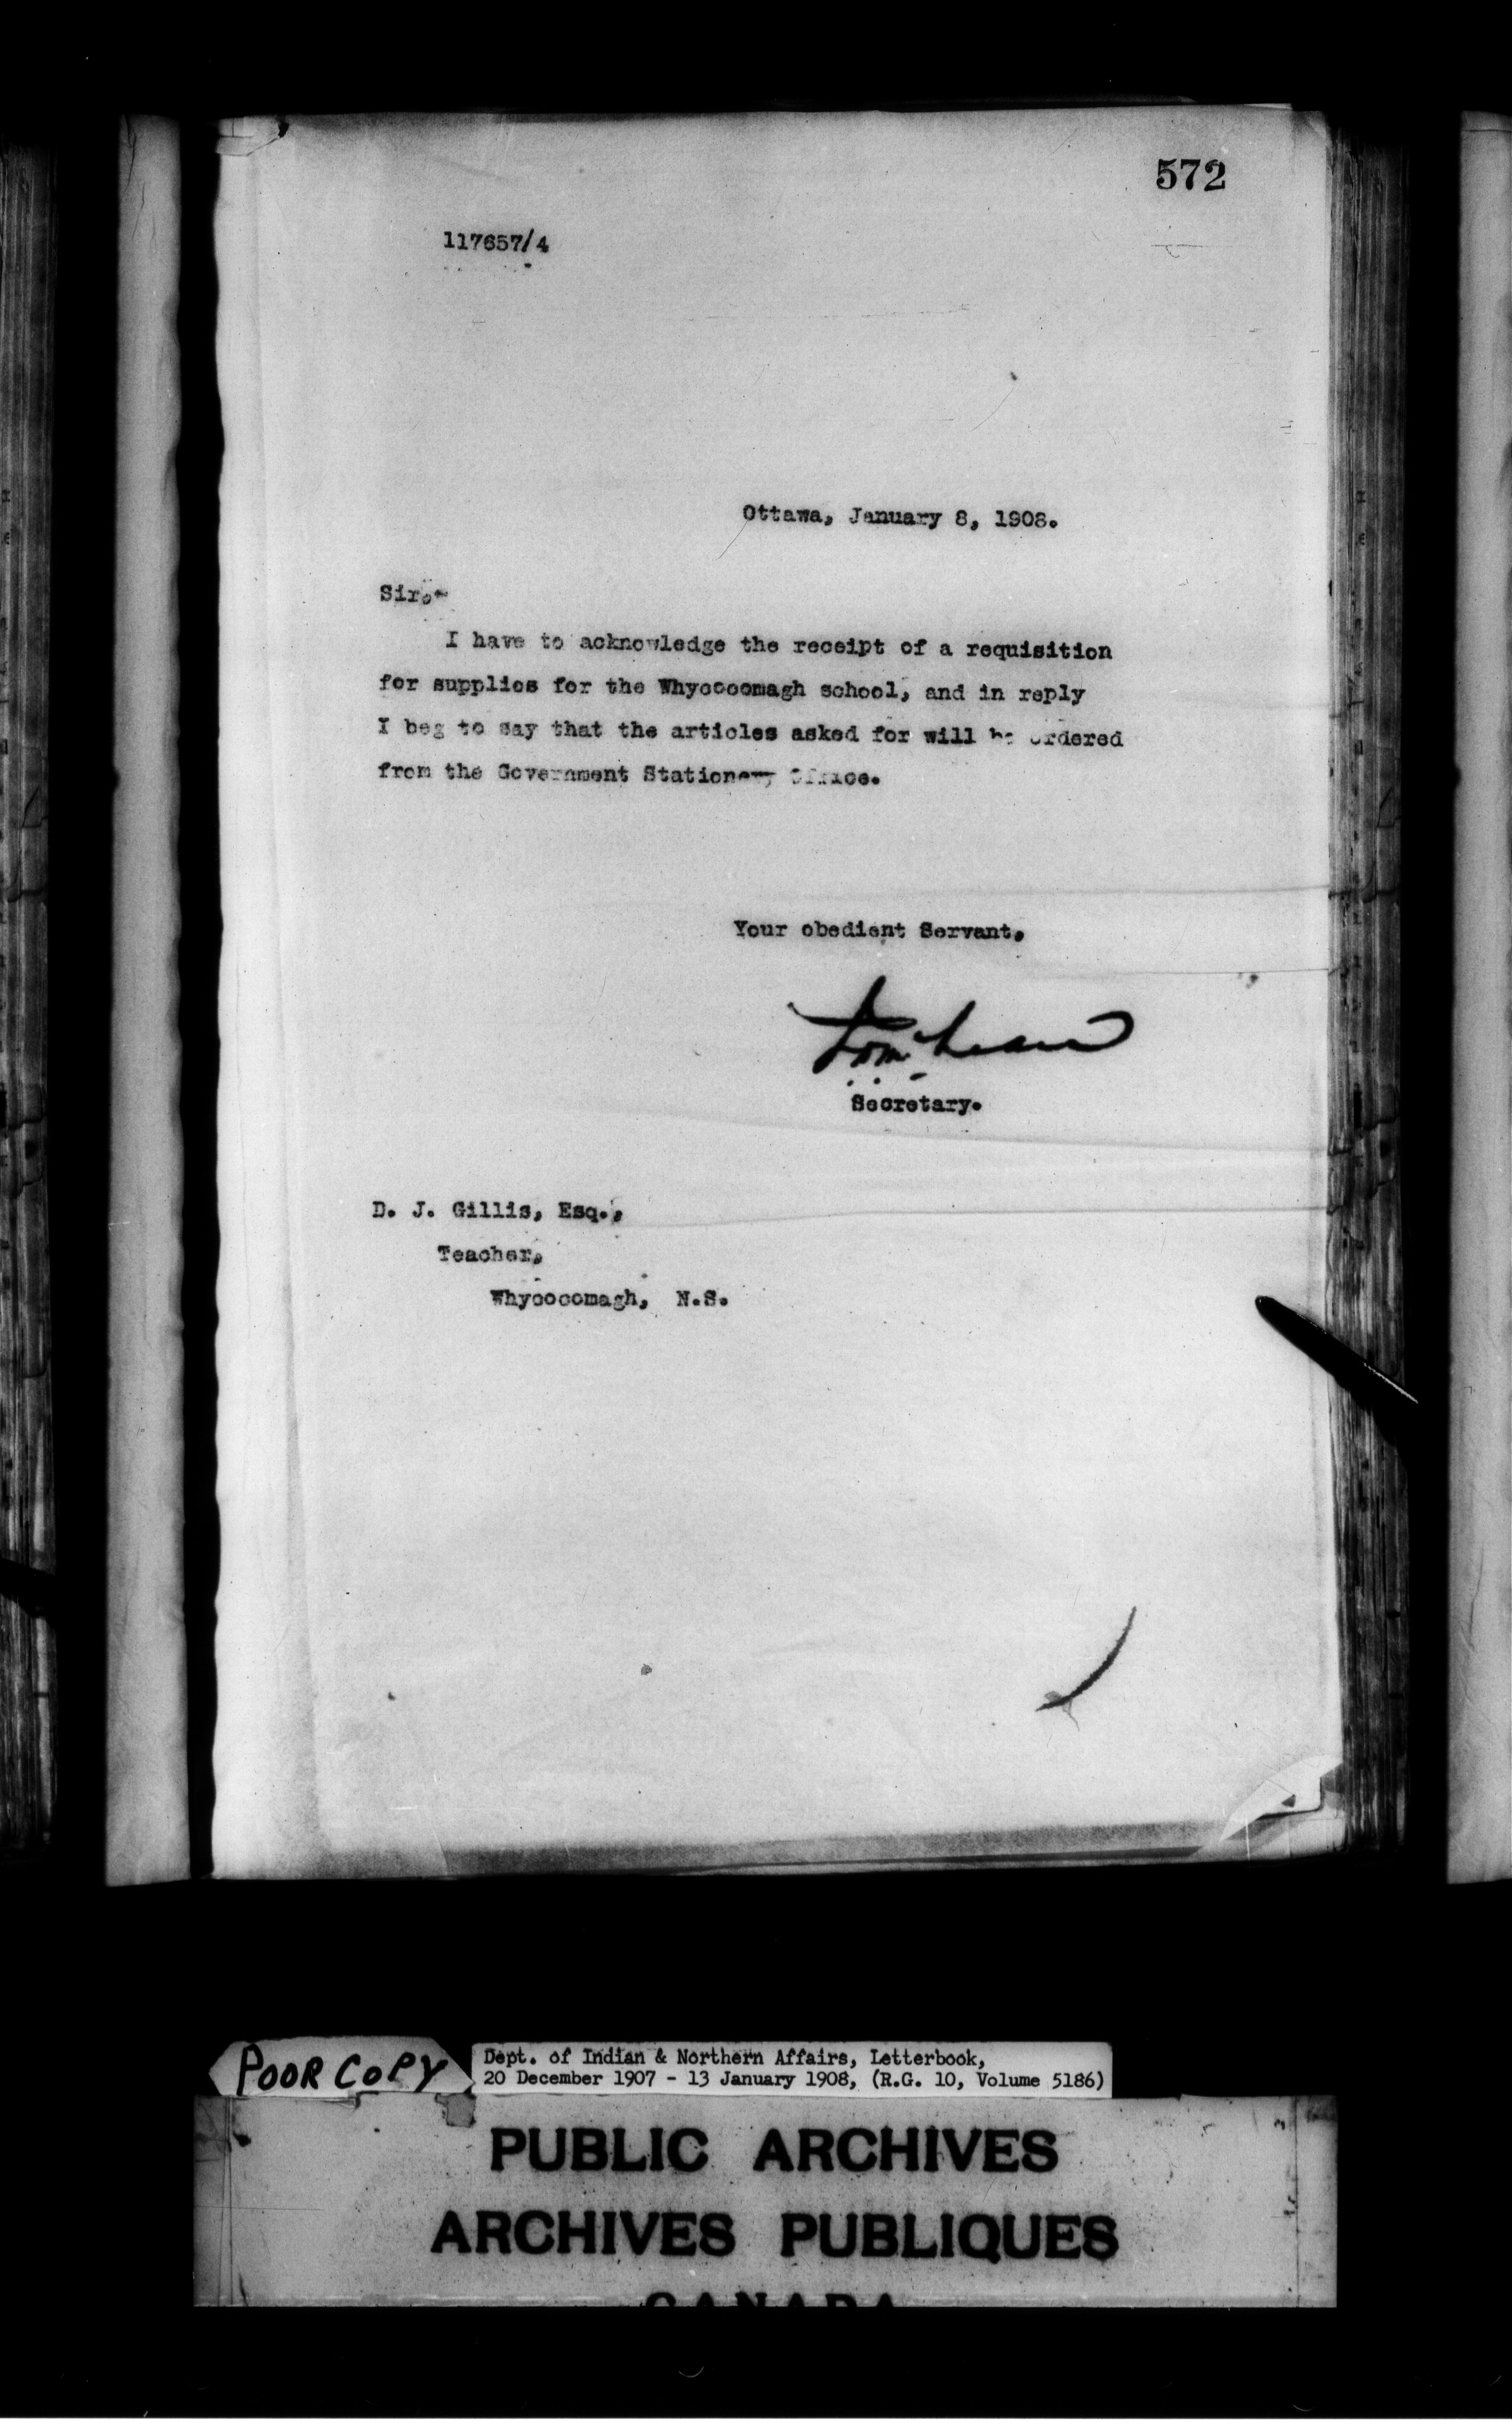 572
117657/4
Ottawa, January 8, 1908.
Sir,-
I have to acknowledge the receipt of a requisition
for supplies for the Whycocomagh school, and in reply
I beg to say that the articles asked for will be ordered
from the Government Stationery Office.
Your obedient Servant,
Secretary.
D. J. Gillis, Esq.,
Teacher,
Whycocomagh, N.S.
POOR COPY
Dept. of Indian & Northern Affairs, Letterbook,
20 December 1907 - 13 January 1908, (R.G. 10, Volume 5186)
PUBLIC ARCHIVES
ARCHIVES PUBLIQUES
CANADA